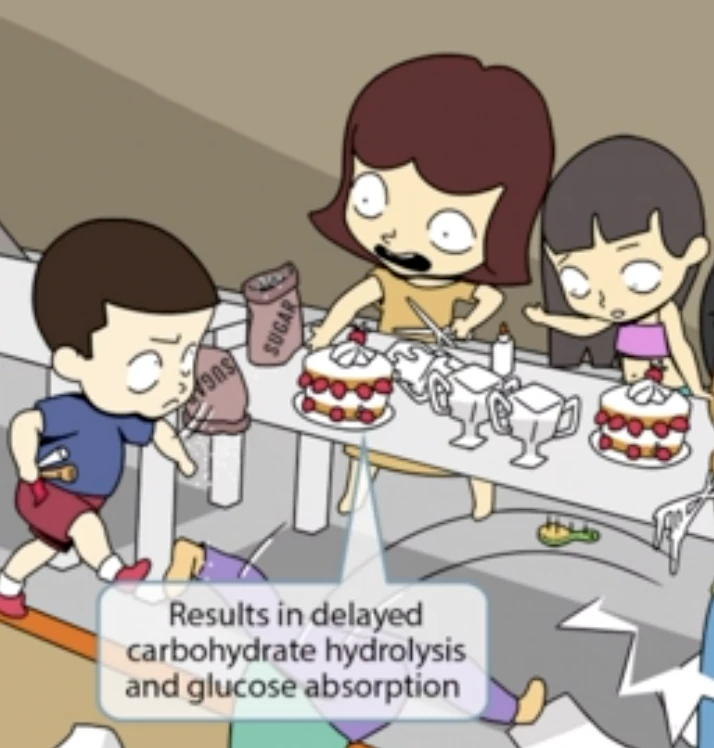 SUGAR
SUGAR
Results in delayed
carbohydrate hydrolysis
and glucose absorption